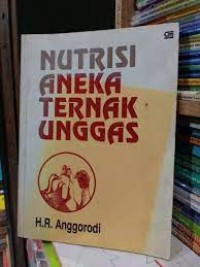 NUTRISI
ANEKA
TERNAK
UNGGAS
H.R. Anggorodi